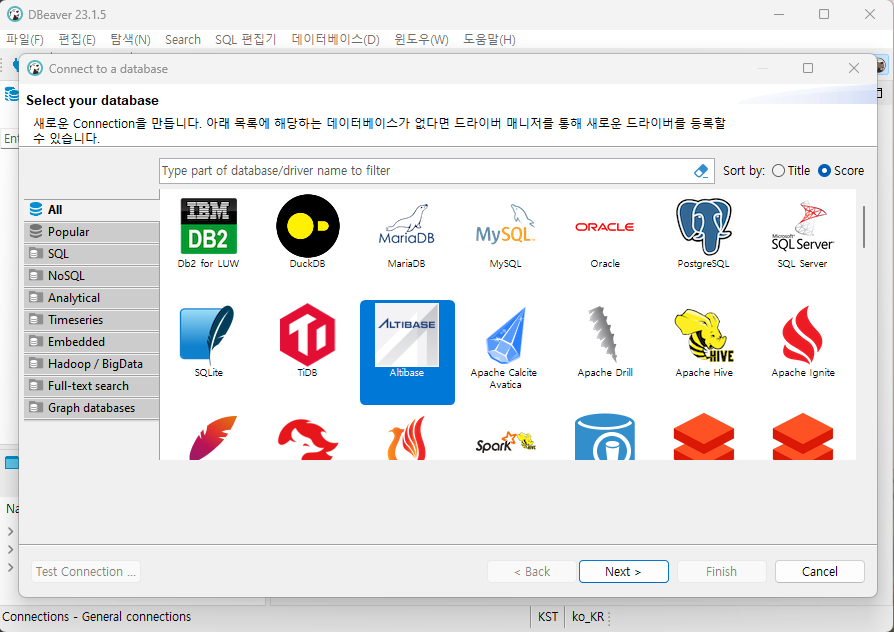 DBeaver 23.1.5
파일(F) 편집(E) 탐색(N) Search SQL 편집기 데이터베이스(D) 윈도우(W) 도움말(H)
Connect to a database
Select your database
새로운 Connection을 만듭니다. 아래 목록에 해당하는 데이터베이스가 없다면 드라이버 매니저를 통해 새로운 드라이버를 등록할
수 있습니다.
Ent
Type part of database/driver name to filter
Sort by: Title Score
All
Popular
SQL
NoSQL
Analytical
Timeseries
Embedded
Hadoop / BigData
Full-text search
Graph databases
IBM
DB2
MariaDB
MySQL
ORACLE
Microsoft
SQL Server
Db2 for LUW
DuckDB
MariaDB
MySQL
Oracle
PostgreSQL
SQL Server
ALTIBASE
HIVE
SQLite
TiDB
Altibase
Apache Calcite
Avatica
Apache Drill
Apache Hive
Apache Ignite
Spark
Na
Test Connection ...
< Back
Next >
Finish
Cancel
Connections - General connections
KST
ko_KR